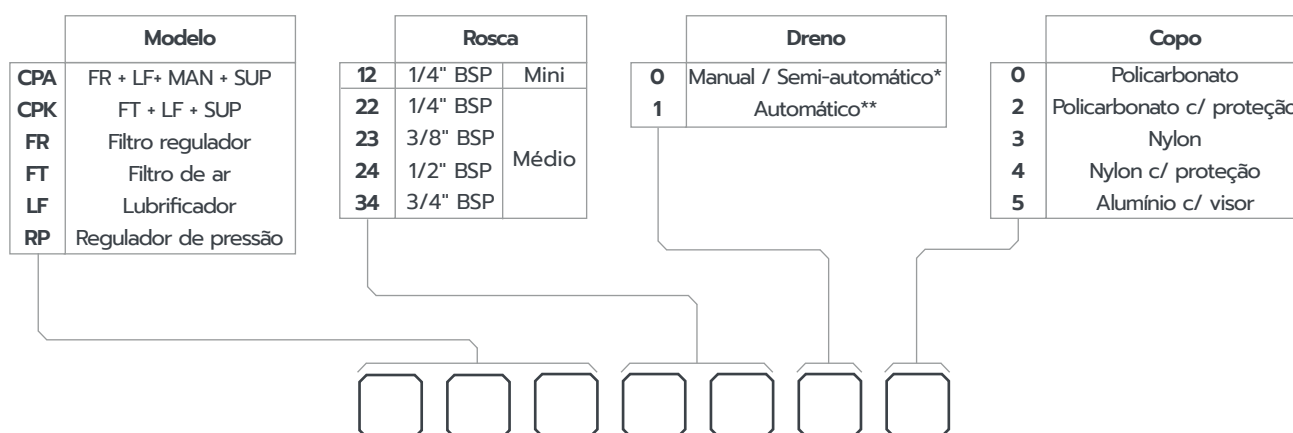 Modelo
CPA FR + LF+ MAN + SUP
CPK FT + LF + SUP
FR Filtro regulador
FT Filtro de ar
LF Lubrificador
RP Regulador de pressão
Rosca
12 1/4" BSP Mini
22 1/4" BSP
23 3/8" BSP
Médio
24 1/2" BSP
34 3/4" BSP
Dreno
0 Manual / Semi-automático*
1 Automático**
Copo
0 Policarbonato
2 Policarbonato c/ proteção
3 Nylon
4 Nylon c/ proteção
5 Alumínio c/ visor